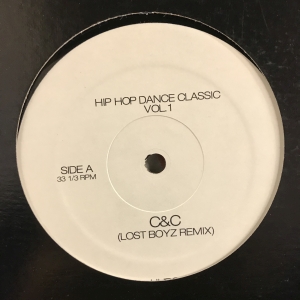 HIP HOP DANCE CLASSIC
VOL.1
SIDE A
33 1/3 RPM
C&C
(LOST BOYZ REMIX)